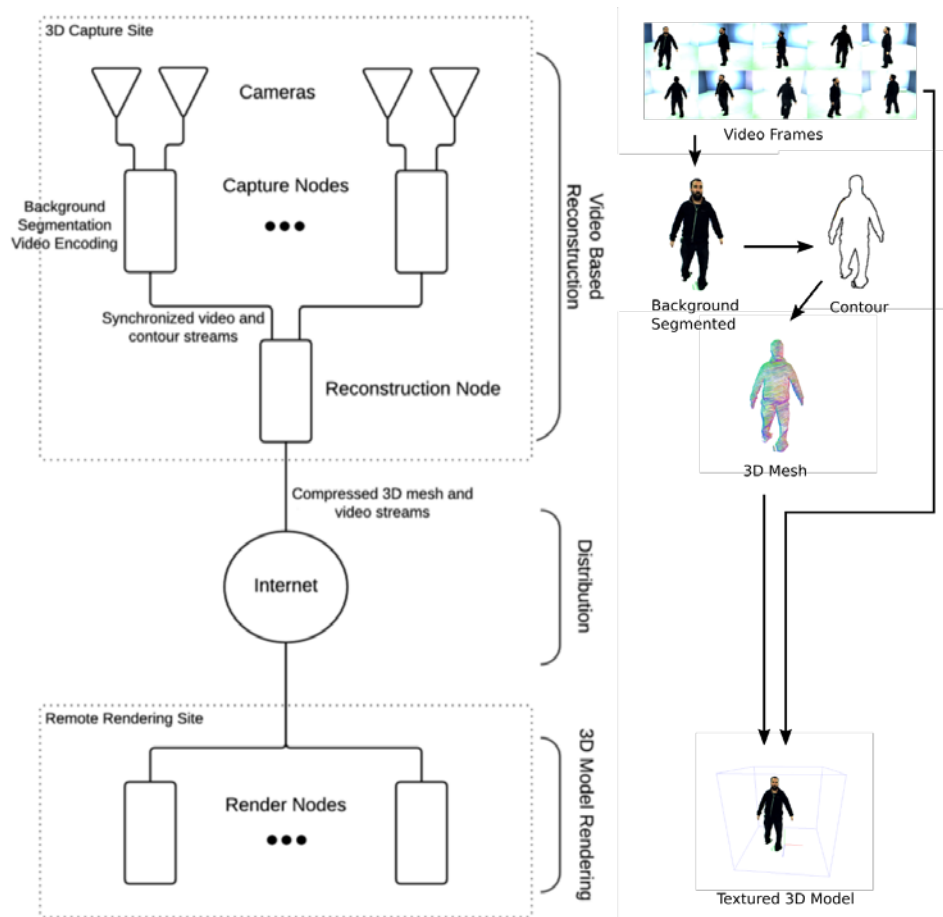 3D Capture Site
Cameras
Capture Nodes
Background
Segmentation
Video Encoding
Synchronized video and
contour streams
Reconstruction Node
Video Based
Reconstruction
Compressed 3D mesh and
video streams
Internet
Distribution
Remote Rendering Site
Render Nodes
3D Model Rendering
Video Frames
Background
Segmented
Contour
3D Mesh
Textured 3D Model